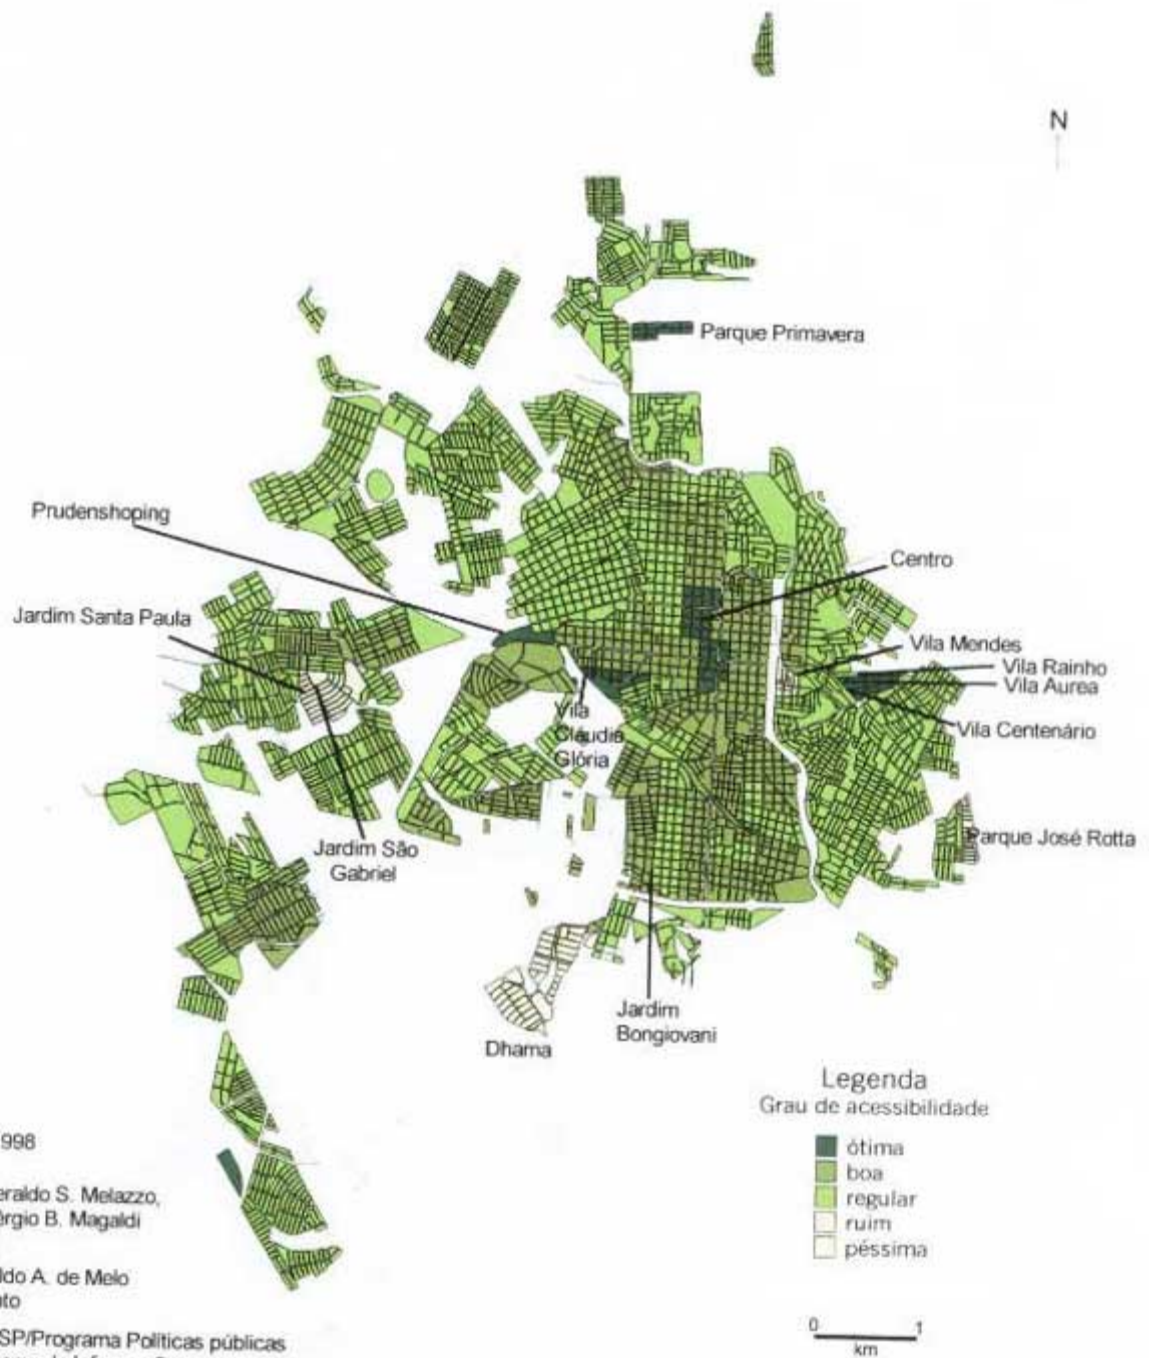 N
Parque Primavera
Prudenshoping
Centro
Jardim Santa Paula
Vila Mendes
Vila Rainho
Vila Aurea
Vila
Cláudia
Glória
Vila Centenário
Parque José Rotta
Jardim São
Gabriel
Jardim
Bongiovani
Dhama
Legenda
Grau de acessibilidade
ótima
boa
regular
ruim
péssima
998
eraldo S. Melazzo,
érgio B. Magaldi
ldo A. de Melo
nto
SP/Programa Políticas públicas
0 1
km